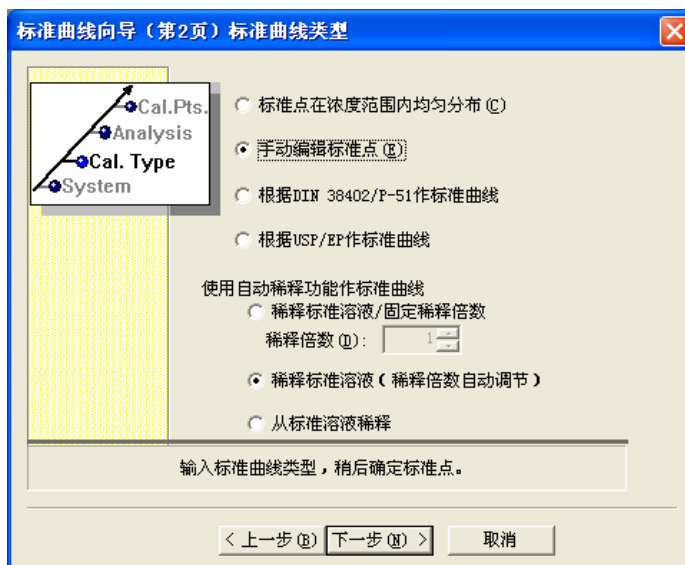 标准曲线向导（第2页）标准曲线类型
Cal.Pts.
Analysis
Cal. Type
System
标准点在浓度范围内均匀分布(C)
手动编辑标准点(E)
根据DIN 38402/P-51作标准曲线
根据USP/EP作标准曲线
使用自动稀释功能作标准曲线
稀释标准溶液/固定稀释倍数
稀释倍数(D): 1
稀释标准溶液(稀释倍数自动调节)
从标准溶液稀释
输入标准曲线类型，稍后确定标准点。
< 上一步(B) 下一步(N) > 取消